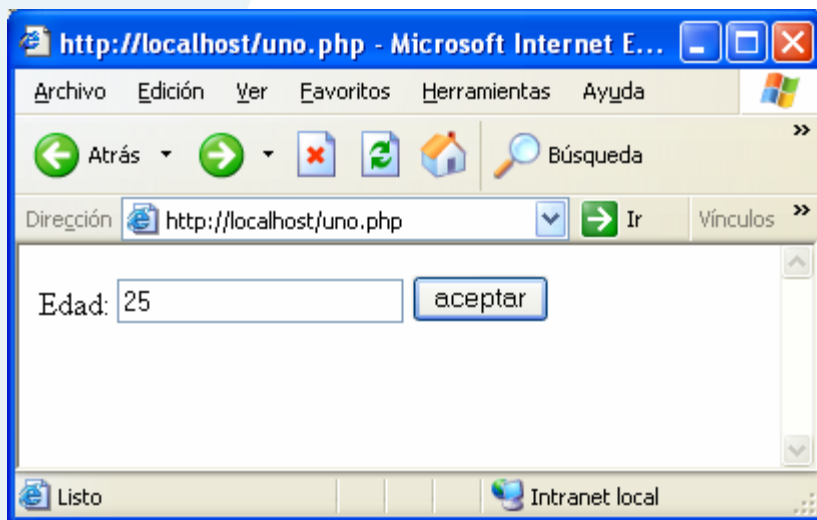 http://localhost/uno.php - Microsoft Internet E...
Archivo Edición Ver Favoritos Herramientas Ayuda
Atrás Búsqueda »
Dirección http://localhost/uno.php Ir Vínculos »
Edad: 25 aceptar
Listo Intranet local